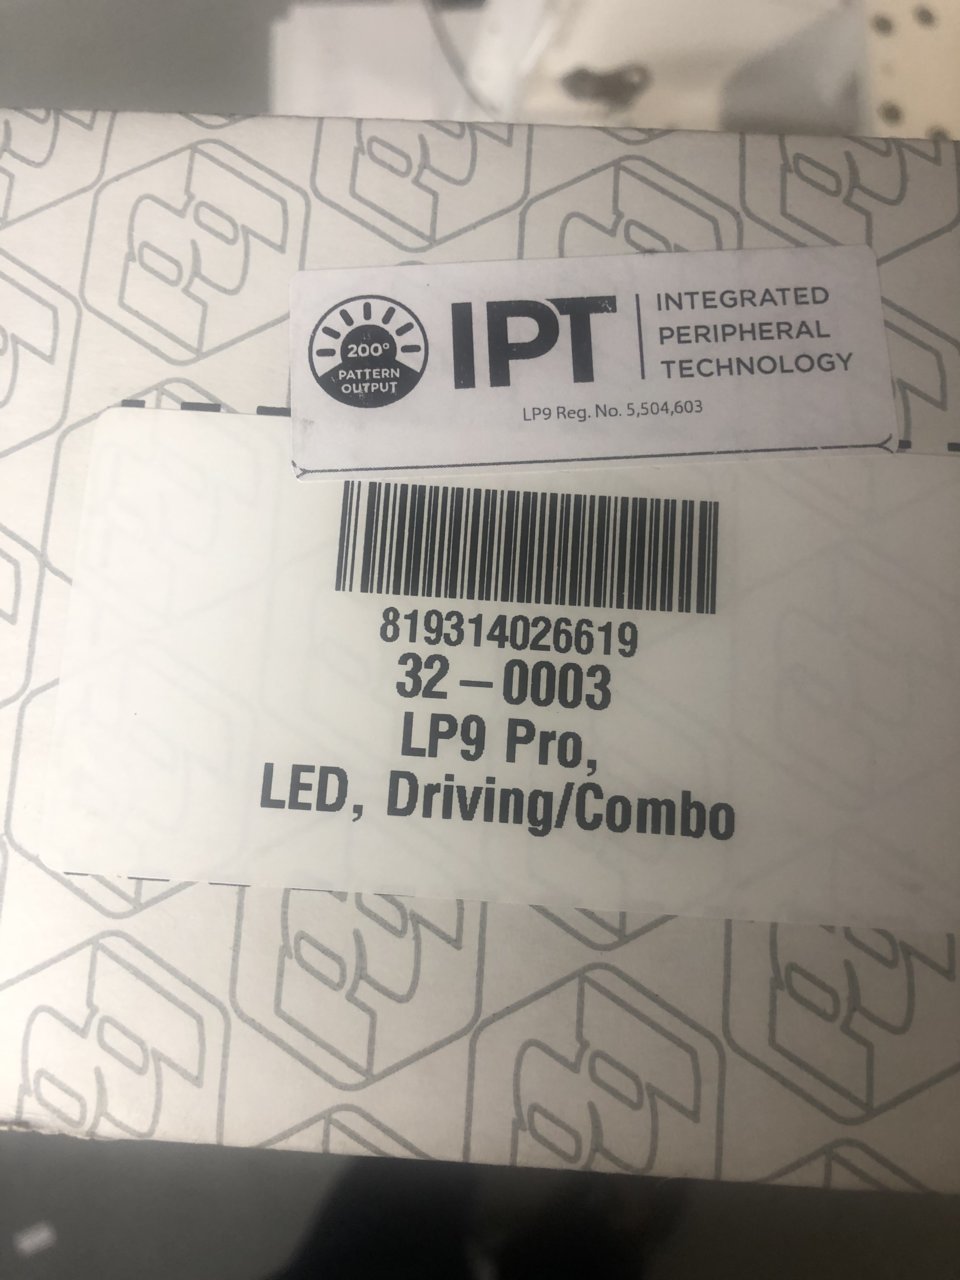 200°
PATTERN
OUTPUT
IPT
INTEGRATED
PERIPHERAL
TECHNOLOGY
LP9 Reg. No. 5,504,603
819314026619
32-0003
LP9 Pro,
LED, Driving/Combo